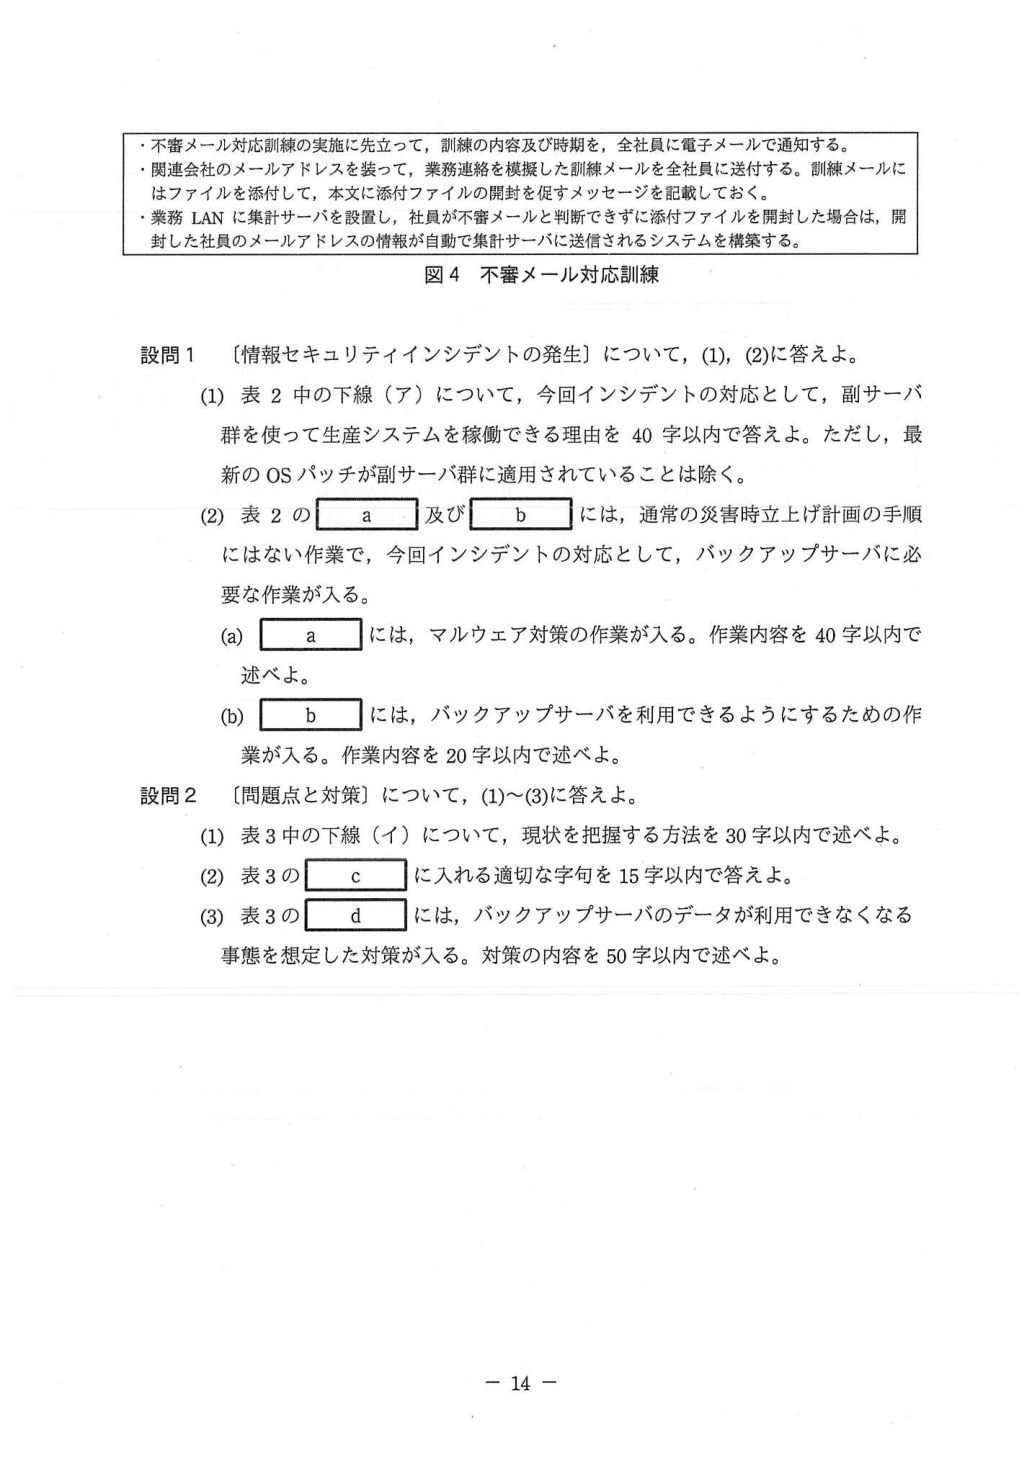 ・不審メール対応訓練の実施に先立って，訓練の内容及び時期を，全社員に電子メールで通知する。
・関連会社のメールアドレスを装って，業務連絡を模擬した訓練メールを全社員に送付する。訓練メールに
はファイルを添付して，本文に添付ファイルの開封を促すメッセージを記載しておく。
・業務 LAN に集計サーバを設置し，社員が不審メールと判断できずに添付ファイルを開封した場合は，開
封した社員のメールアドレスの情報が自動で集計サーバに送信されるシステムを構築する。
図4　不審メール対応訓練
設問1　〔情報セキュリティインシデントの発生〕について，(1)，(2)に答えよ。
(1) 表 2 中の下線（ア）について，今回インシデントの対応として，副サーバ
群を使って生産システムを稼働できる理由を 40 字以内で答えよ。ただし，最
新の OS パッチが副サーバ群に適用されていることは除く。
(2) 表 2 の a 及び b には，通常の災害時立上げ計画の手順
にはない作業で，今回インシデントの対応として，バックアップサーバに必
要な作業が入る。
(a) a には，マルウェア対策の作業が入る。作業内容を 40 字以内で
述べよ。
(b) b には，バックアップサーバを利用できるようにするための作
業が入る。作業内容を 20 字以内で述べよ。
設問2　〔問題点と対策〕について，(1)～(3)に答えよ。
(1) 表 3 中の下線（イ）について，現状を把握する方法を 30 字以内で述べよ。
(2) 表 3 の c に入れる適切な字句を 15 字以内で答えよ。
(3) 表 3 の d には，バックアップサーバのデータが利用できなくなる
事態を想定した対策が入る。対策の内容を 50 字以内で述べよ。
― 14 ―